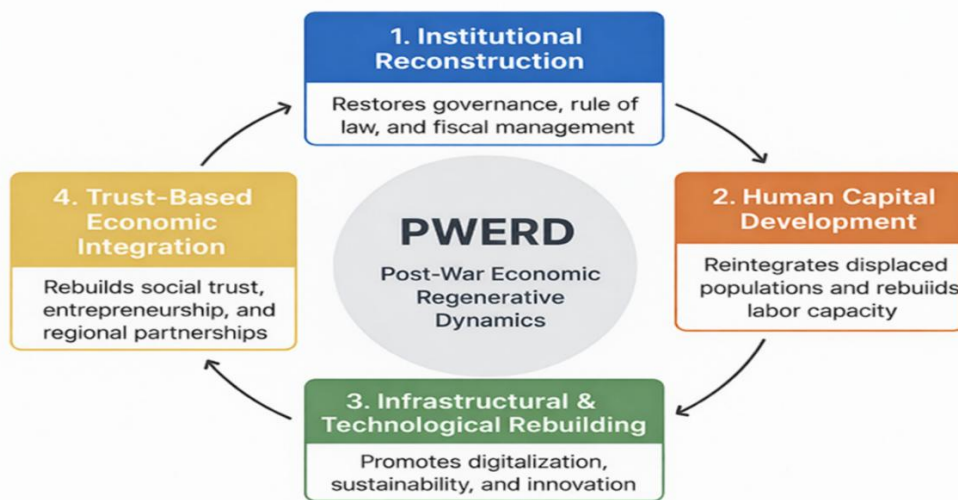 1. Institutional
Reconstruction
Restores governance, rule of
law, and fiscal management
2. Human Capital
Development
Reintegrates displaced
populations and rebuiids
labor capacity
3. Infrastructural &
Technological Rebuilding
Promotes digitalization,
sustainability, and innovation
4. Trust-Based
Economic
Integration
Rebuilds social trust,
entrepreneurship, and
regional partnerships
PWERD
Post-War Economic
Regenerative
Dynamics